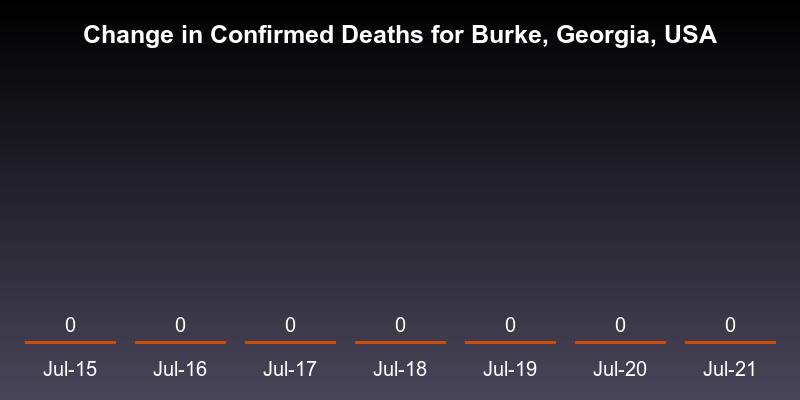 Change in Confirmed Deaths for Burke, Georgia, USA
0 0 0 0 0 0 0
Jul-15 Jul-16 Jul-17 Jul-18 Jul-19 Jul-20 Jul-21